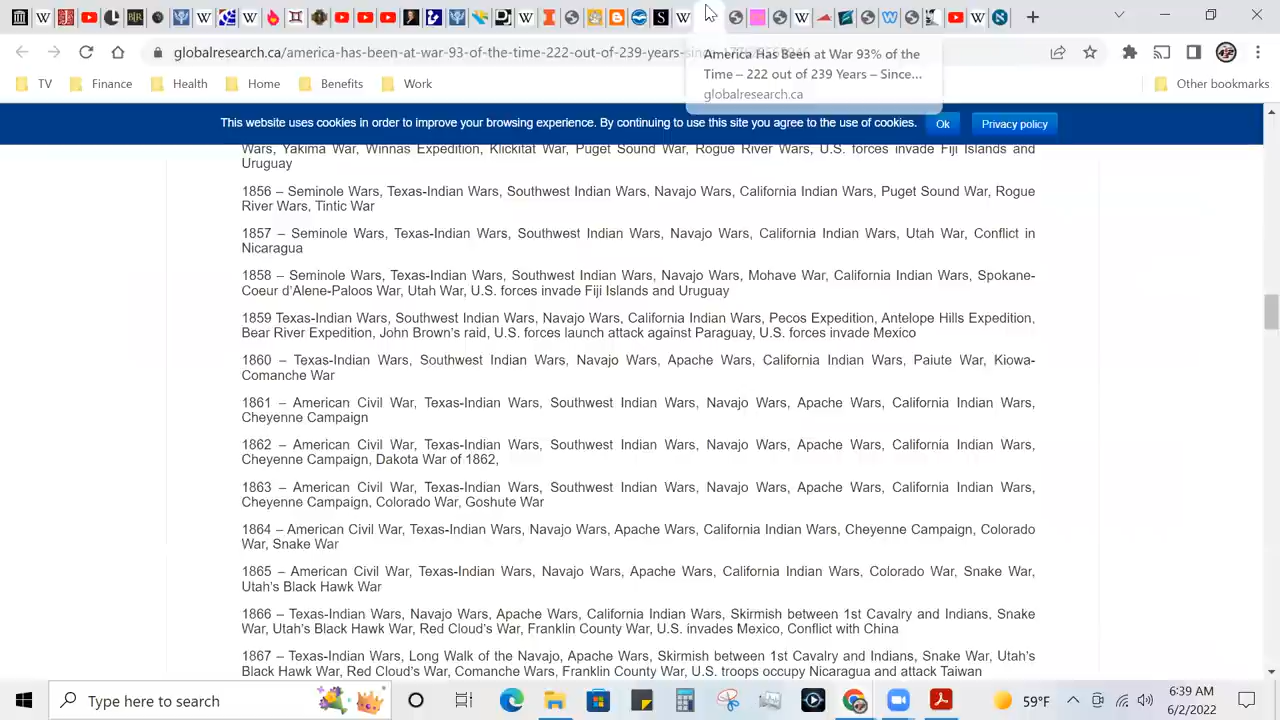 globalresearch.ca/america-has-been-at-war-93-of-the-time-222-out-of-239-years-since
America Has Been at War 93% of the
Time – 222 out of 239 Years – Since...
globalresearch.ca
TV Finance Health Home Benefits Work Other bookmarks
This website uses cookies in order to improve your browsing experience. By continuing to use this site you agree to the use of cookies. Ok Privacy policy
Wars, Yakima War, Winnas Expedition, Klickitat War, Puget Sound War, Rogue River Wars, U.S. forces invade Fiji Islands and
Uruguay
1856 – Seminole Wars, Texas-Indian Wars, Southwest Indian Wars, Navajo Wars, California Indian Wars, Puget Sound War, Rogue
River Wars, Tintic War
1857 – Seminole Wars, Texas-Indian Wars, Southwest Indian Wars, Navajo Wars, California Indian Wars, Utah War, Conflict in
Nicaragua
1858 – Seminole Wars, Texas-Indian Wars, Southwest Indian Wars, Navajo Wars, Mohave War, California Indian Wars, Spokane-
Coeur d'Alene-Paloos War, Utah War, U.S. forces invade Fiji Islands and Uruguay
1859 Texas-Indian Wars, Southwest Indian Wars, Navajo Wars, California Indian Wars, Pecos Expedition, Antelope Hills Expedition,
Bear River Expedition, John Brown's raid, U.S. forces launch attack against Paraguay, U.S. forces invade Mexico
1860 – Texas-Indian Wars, Southwest Indian Wars, Navajo Wars, Apache Wars, California Indian Wars, Paiute War, Kiowa-
Comanche War
1861 – American Civil War, Texas-Indian Wars, Southwest Indian Wars, Navajo Wars, Apache Wars, California Indian Wars,
Cheyenne Campaign
1862 – American Civil War, Texas-Indian Wars, Southwest Indian Wars, Navajo Wars, Apache Wars, California Indian Wars,
Cheyenne Campaign, Dakota War of 1862,
1863 – American Civil War, Texas-Indian Wars, Southwest Indian Wars, Navajo Wars, Apache Wars, California Indian Wars,
Cheyenne Campaign, Colorado War, Goshute War
1864 – American Civil War, Texas-Indian Wars, Navajo Wars, Apache Wars, California Indian Wars, Cheyenne Campaign, Colorado
War, Snake War
1865 – American Civil War, Texas-Indian Wars, Navajo Wars, Apache Wars, California Indian Wars, Colorado War, Snake War,
Utah's Black Hawk War
1866 – Texas-Indian Wars, Navajo Wars, Apache Wars, California Indian Wars, Skirmish between 1st Cavalry and Indians, Snake
War, Utah's Black Hawk War, Red Cloud's War, Franklin County War, U.S. invades Mexico, Conflict with China
1867 – Texas-Indian Wars, Long Walk of the Navajo, Apache Wars, Skirmish between 1st Cavalry and Indians, Snake War, Utah's
Black Hawk War, Red Cloud's War, Comanche Wars, Franklin County War, U.S. troops occupy Nicaragua and attack Taiwan
Type here to search
59°F
6:39 AM
6/2/2022